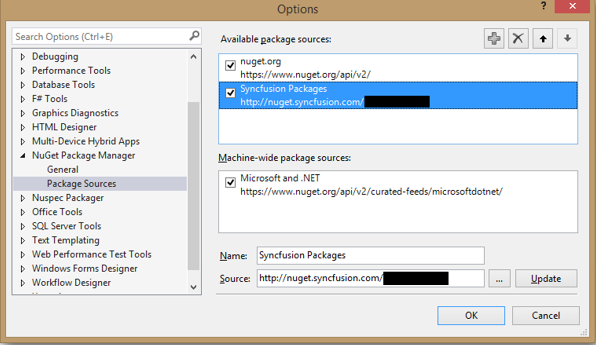 Options
?
Search Options (Ctrl+E)
Debugging
Performance Tools
Database Tools
F# Tools
Graphics Diagnostics
HTML Designer
Multi-Device Hybrid Apps
NuGet Package Manager
General
Package Sources
Nuspec Packager
Office Tools
SQL Server Tools
Text Templating
Web Performance Test Tools
Windows Forms Designer
Workflow Designer
Available package sources:
nuget.org
https://www.nuget.org/api/v2/
Syncfusion Packages
http://nuget.syncfusion.com/
Machine-wide package sources:
Microsoft and .NET
https://www.nuget.org/api/v2/curated-feeds/microsoftdotnet/
Name: Syncfusion Packages
Source: http://nuget.syncfusion.com/ ... Update
OK Cancel